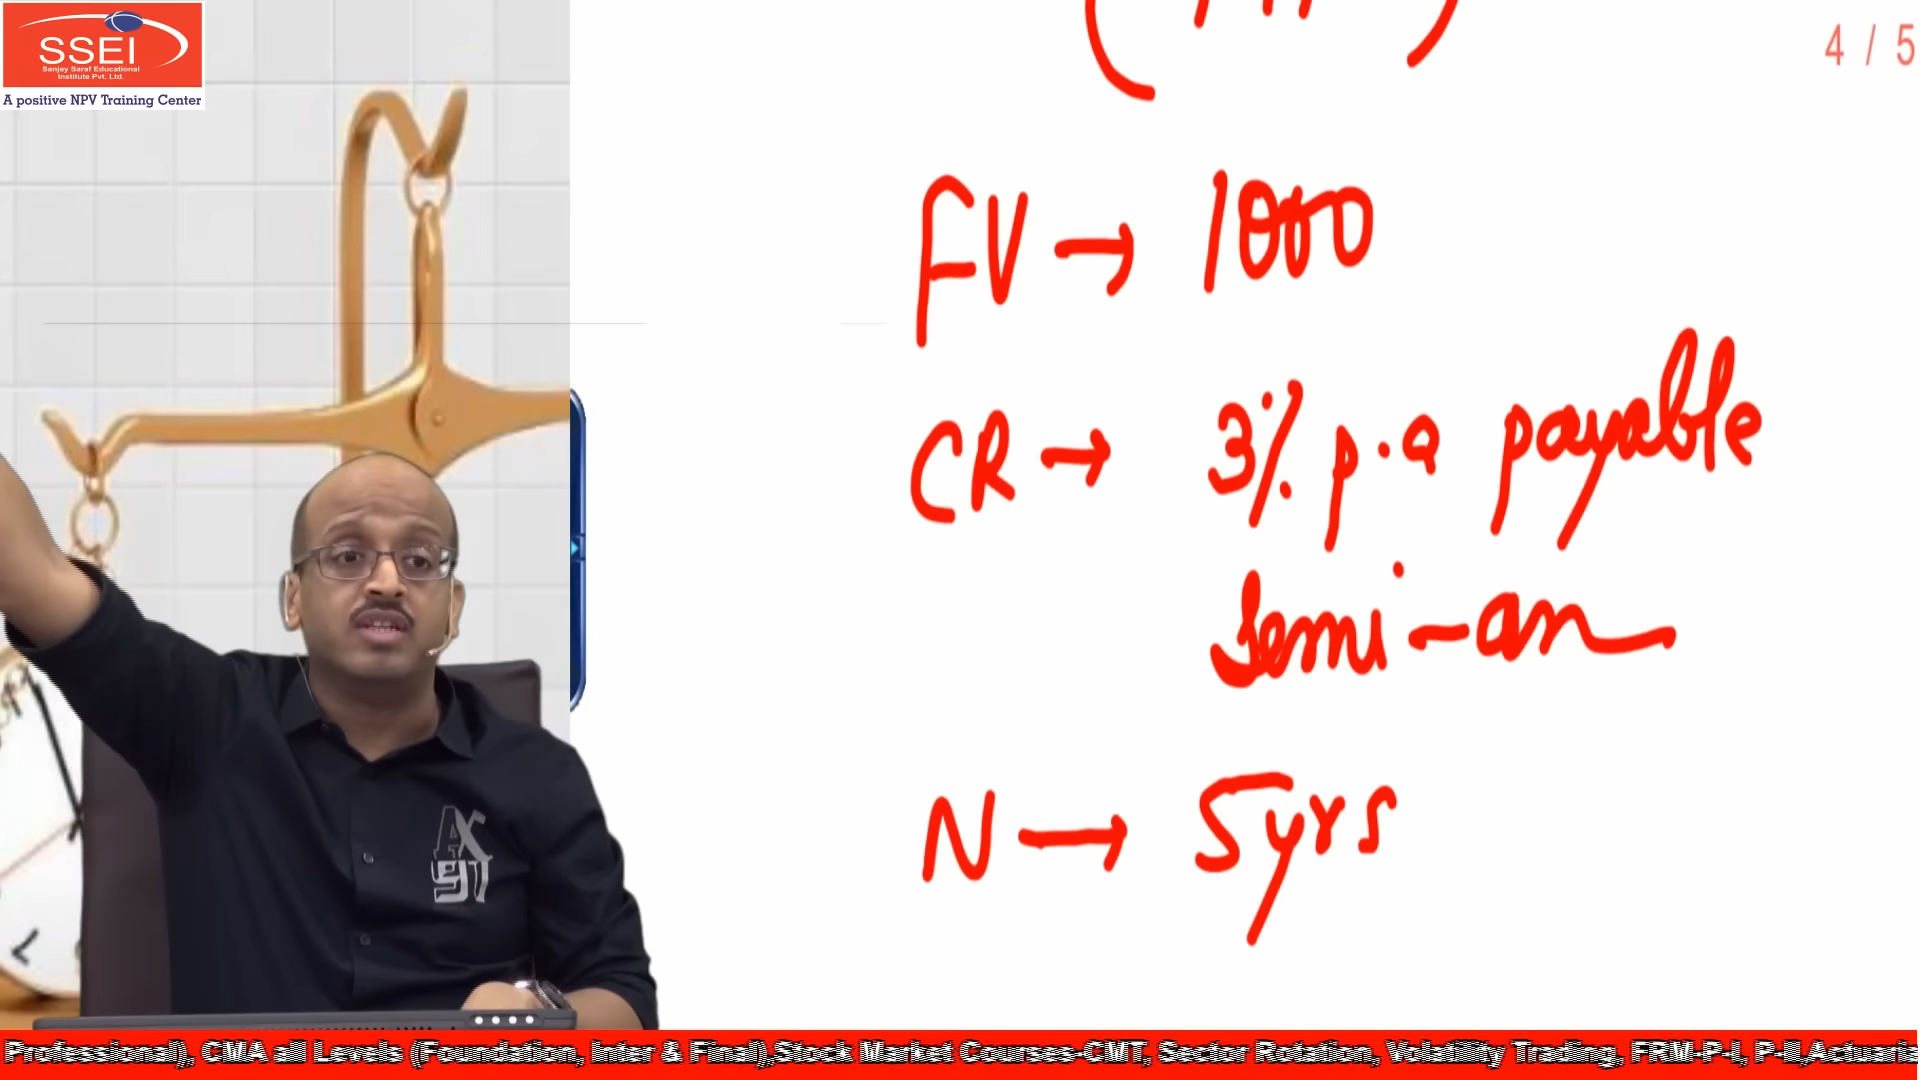 SSEI
Sanjay Saraf Educational
Institute Pvt. Ltd.
A positive NPV Training Center
4 / 5
FV → 1000
CR → 3% p.a payable
Semi-an
N → 5yrs
Professional), CMA all Levels (Foundation, Inter & Final),Stock Market Courses-CMT, Sector Rotation, Volatility Trading, FRM-P-I, P-II,Actuaria